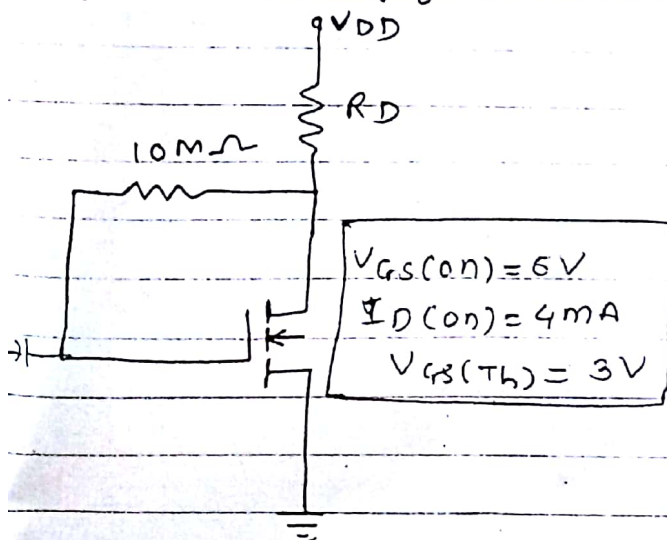 VDD
RD
10MΩ
VGS(on) = 6V
ID(on) = 4mA
VGS(Th) = 3V